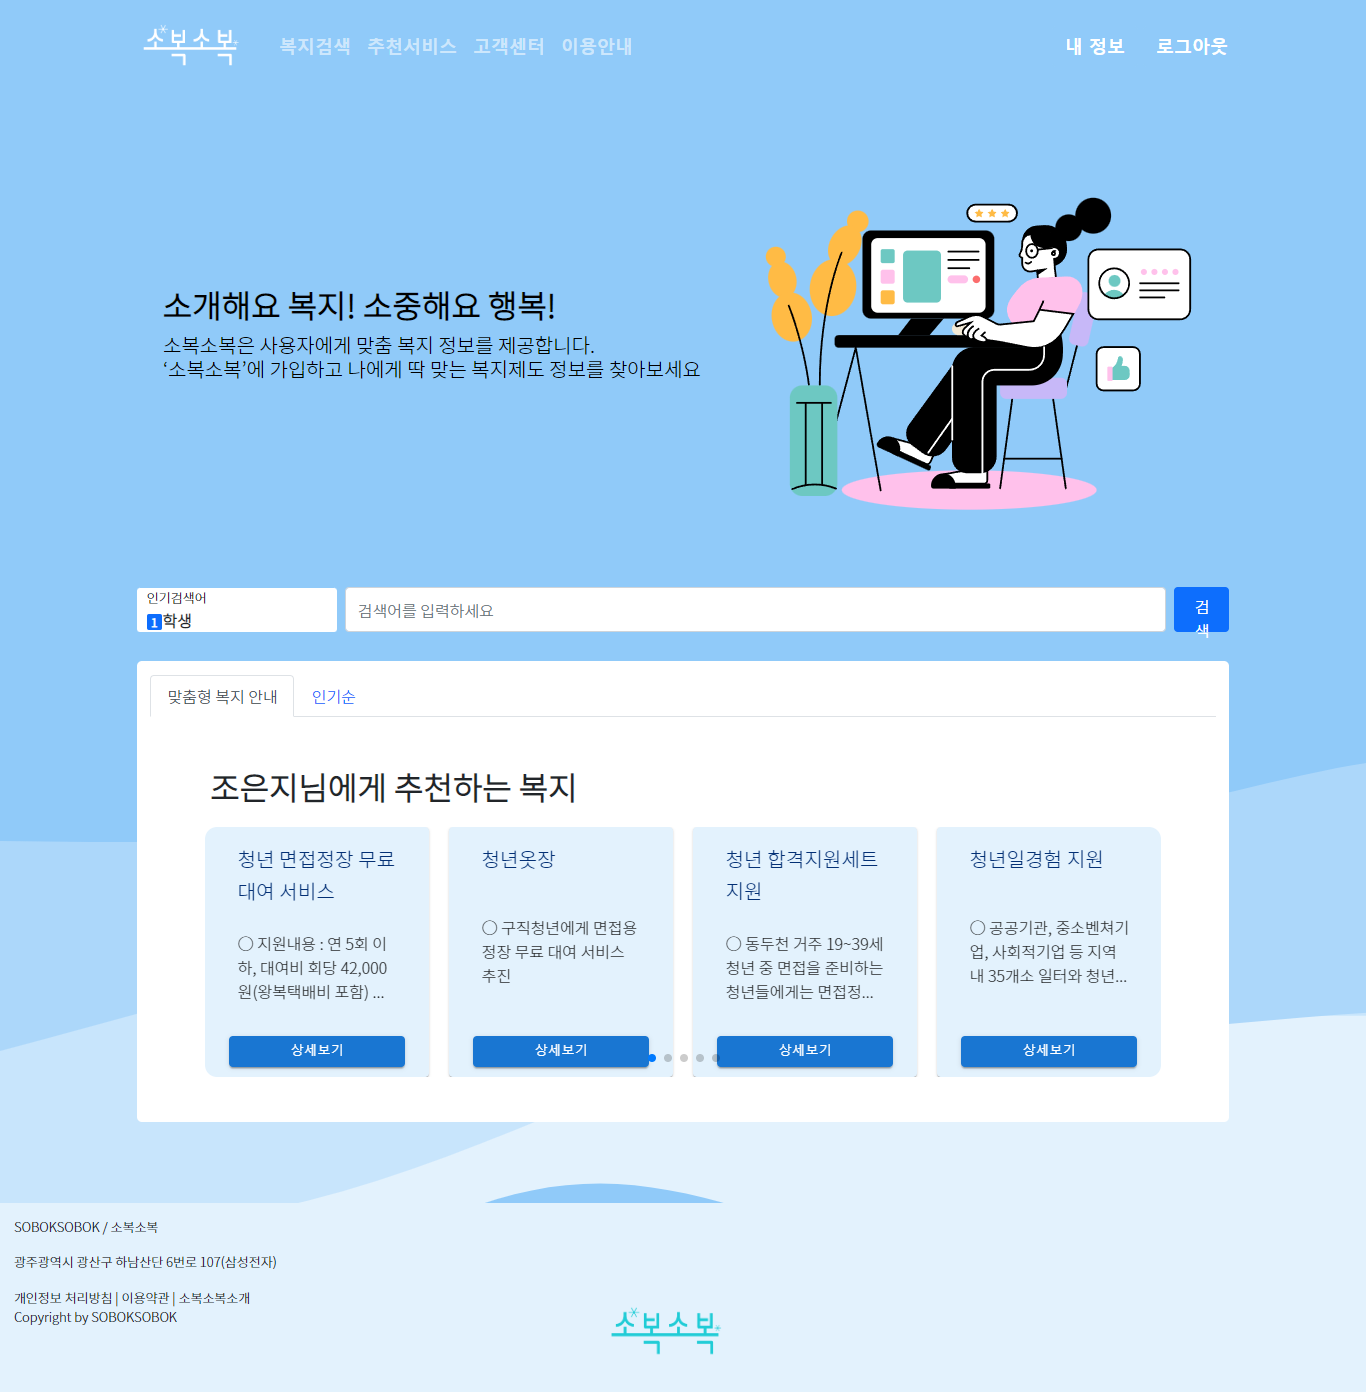 소복소복
복지검색 추천서비스 고객센터 이용안내
내 정보 로그아웃
소개해요 복지! 소중해요 행복!
소복소복은 사용자에게 맞춤 복지 정보를 제공합니다.
‘소복소복’에 가입하고 나에게 딱 맞는 복지제도 정보를 찾아보세요
인기검색어
1 학생
검색어를 입력하세요
검
색
맞춤형 복지 안내 인기순
조은지님에게 추천하는 복지
청년 면접정장 무료
대여 서비스
○ 지원내용 : 연 5회 이
하, 대여비 회당 42,000
원(왕복택배비 포함) ...
상세보기
청년옷장
○ 구직청년에게 면접용
정장 무료 대여 서비스
추진
상세보기
청년 합격지원세트
지원
○ 동두천 거주 19~39세
청년 중 면접을 준비하는
청년들에게는 면접정...
상세보기
청년일경험 지원
○ 공공기관, 중소벤쳐기
업, 사회적기업 등 지역
내 35개소 일터와 청년...
상세보기
SOBOKSOBOK / 소복소복
광주광역시 광산구 하남산단 6번로 107(삼성전자)
개인정보 처리방침 | 이용약관 | 소복소복소개
Copyright by SOBOKSOBOK
소복소복